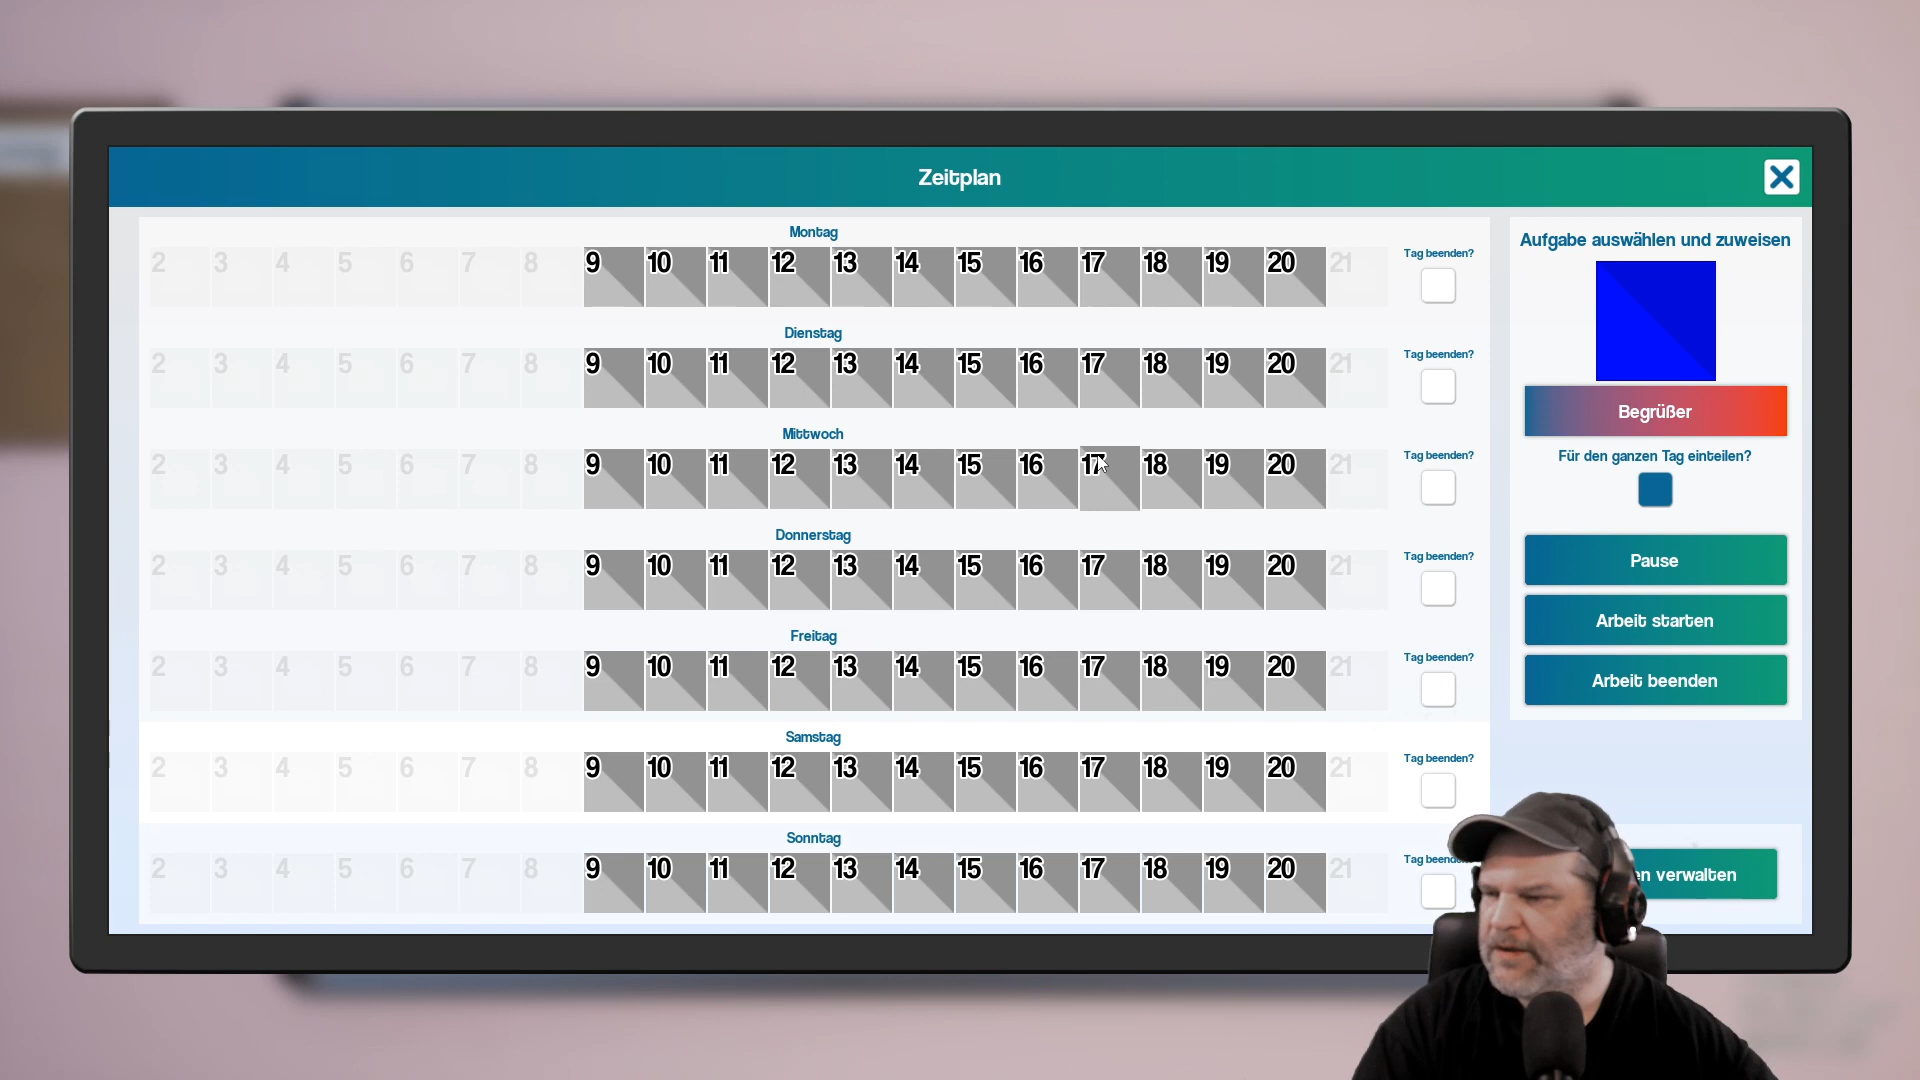 Zeitplan
Montag
2 3 4 5 6 7 8 9 10 11 12 13 14 15 16 17 18 19 20 21
Tag beenden?
Dienstag
2 3 4 5 6 7 8 9 10 11 12 13 14 15 16 17 18 19 20 21
Tag beenden?
Mittwoch
2 3 4 5 6 7 8 9 10 11 12 13 14 15 16 17 18 19 20 21
Tag beenden?
Donnerstag
2 3 4 5 6 7 8 9 10 11 12 13 14 15 16 17 18 19 20 21
Tag beenden?
Freitag
2 3 4 5 6 7 8 9 10 11 12 13 14 15 16 17 18 19 20 21
Tag beenden?
Samstag
2 3 4 5 6 7 8 9 10 11 12 13 14 15 16 17 18 19 20 21
Tag beenden?
Sonntag
2 3 4 5 6 7 8 9 10 11 12 13 14 15 16 17 18 19 20 21
Tag
Aufgabe auswählen und zuweisen
Begrüßer
Für den ganzen Tag einteilen?
Pause
Arbeit starten
Arbeit beenden
verwalten